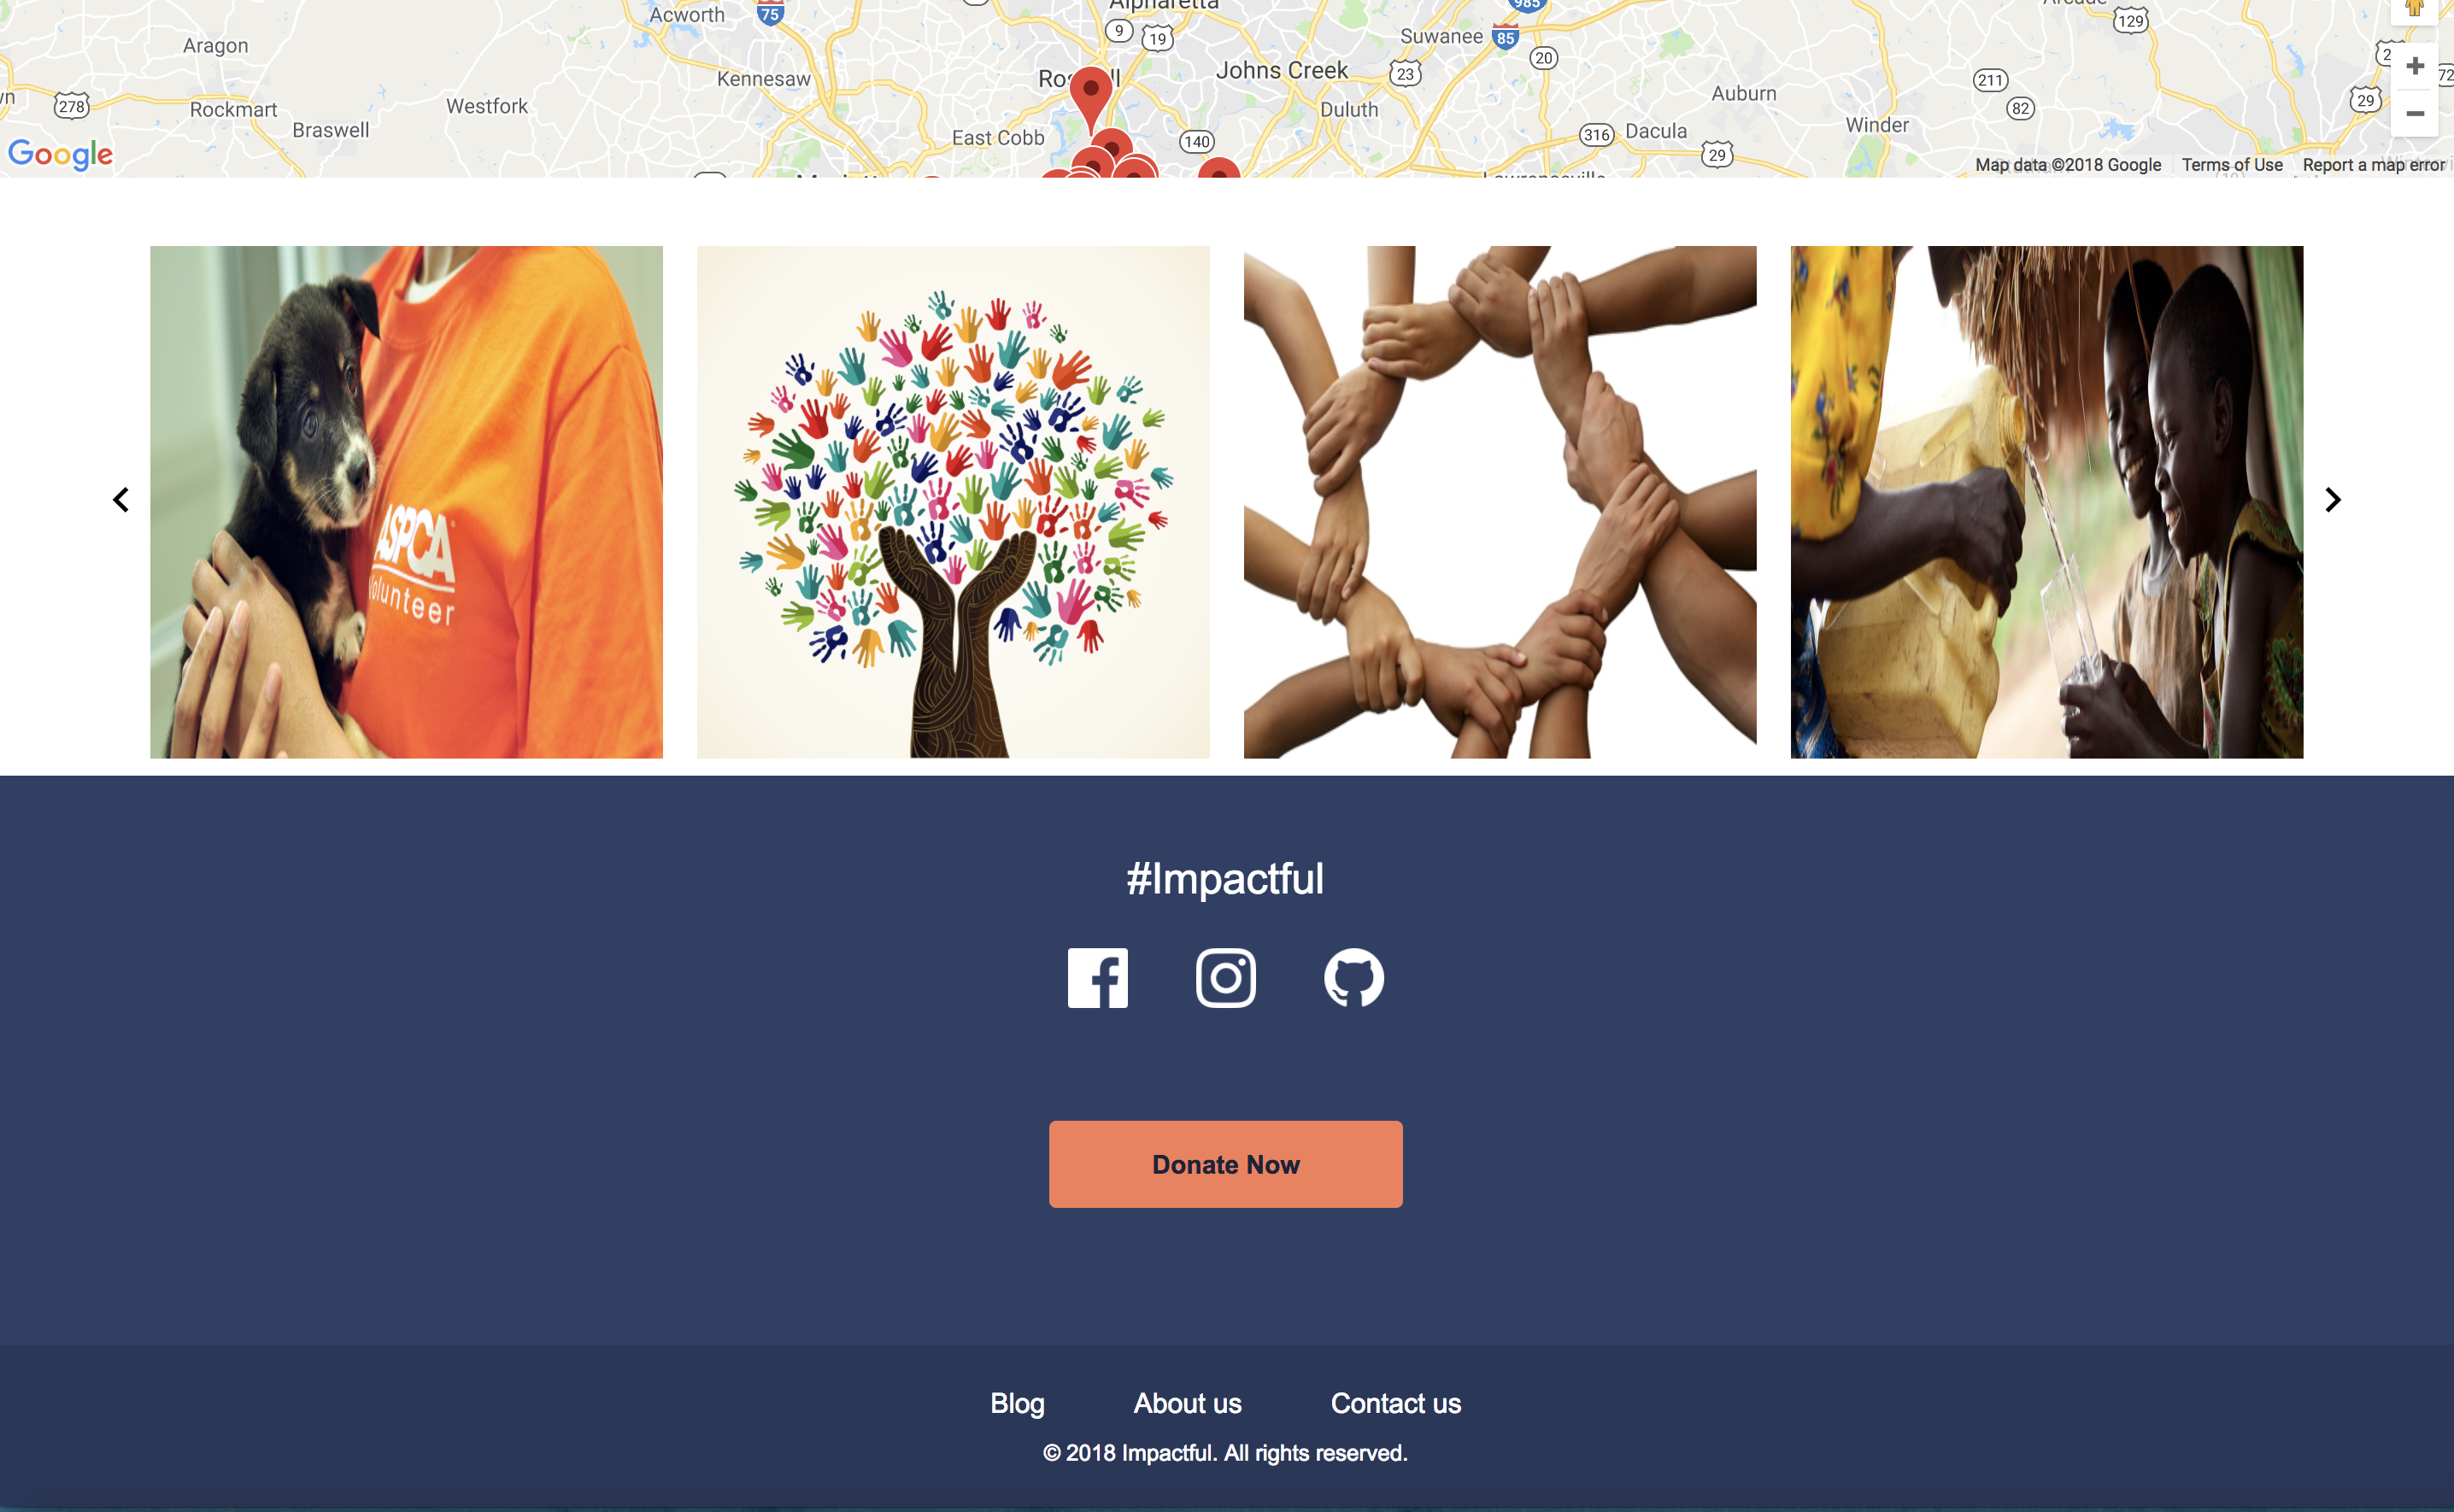 Acworth
75
Alpharetta
985
129
Aragon
9
19
Suwanee
85
20
Kennesaw
Johns Creek
23
211
278
Rockmart
Westfork
Duluth
Auburn
82
29
Braswell
East Cobb
140
316
Dacula
Winder
29
Google
Map data ©2018 Google
Terms of Use
Report a map error
ASPCA
Volunteer
#Impactful
Donate Now
Blog
About us
Contact us
© 2018 Impactful. All rights reserved.